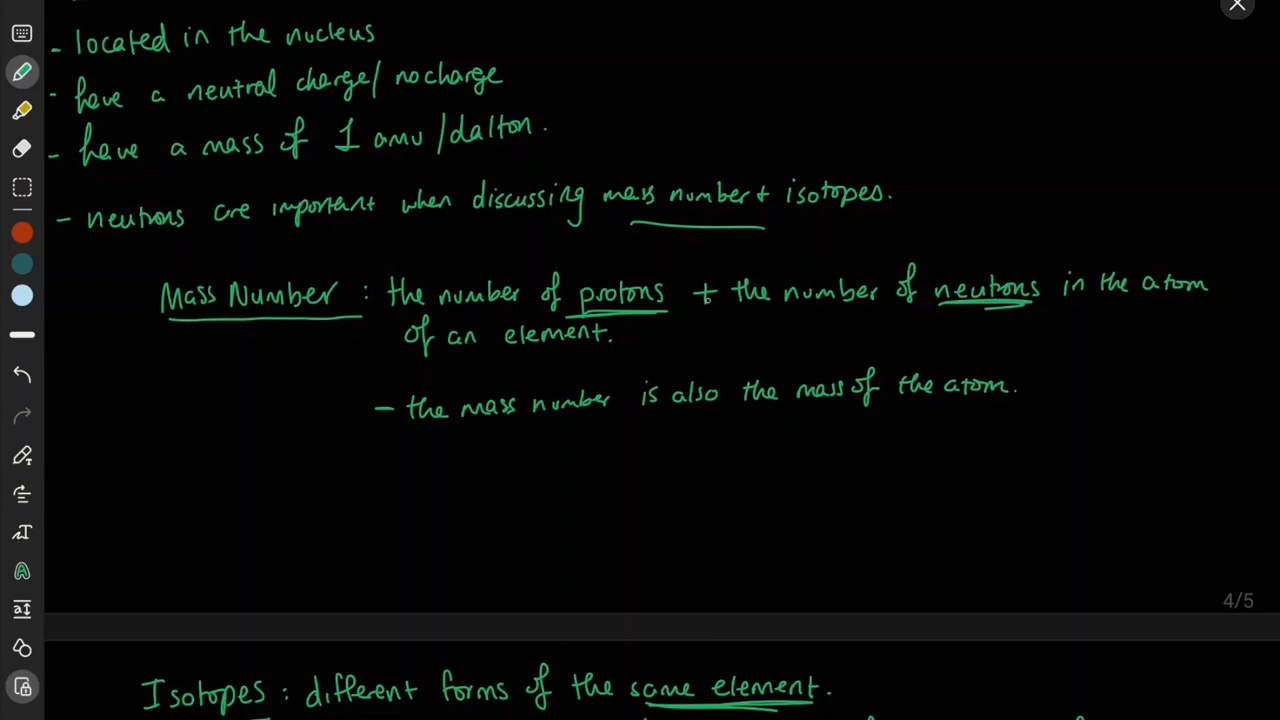 - located in the nucleus
- have a neutral charge/ no charge
- have a mass of 1 amu /dalton.
- neutrons are important when discussing mass number + isotopes.
Mass Number : the number of protons + the number of neutrons in the atom
of an element.
- the mass number is also the mass of the atom.
4/5
Isotopes : different forms of the same element.